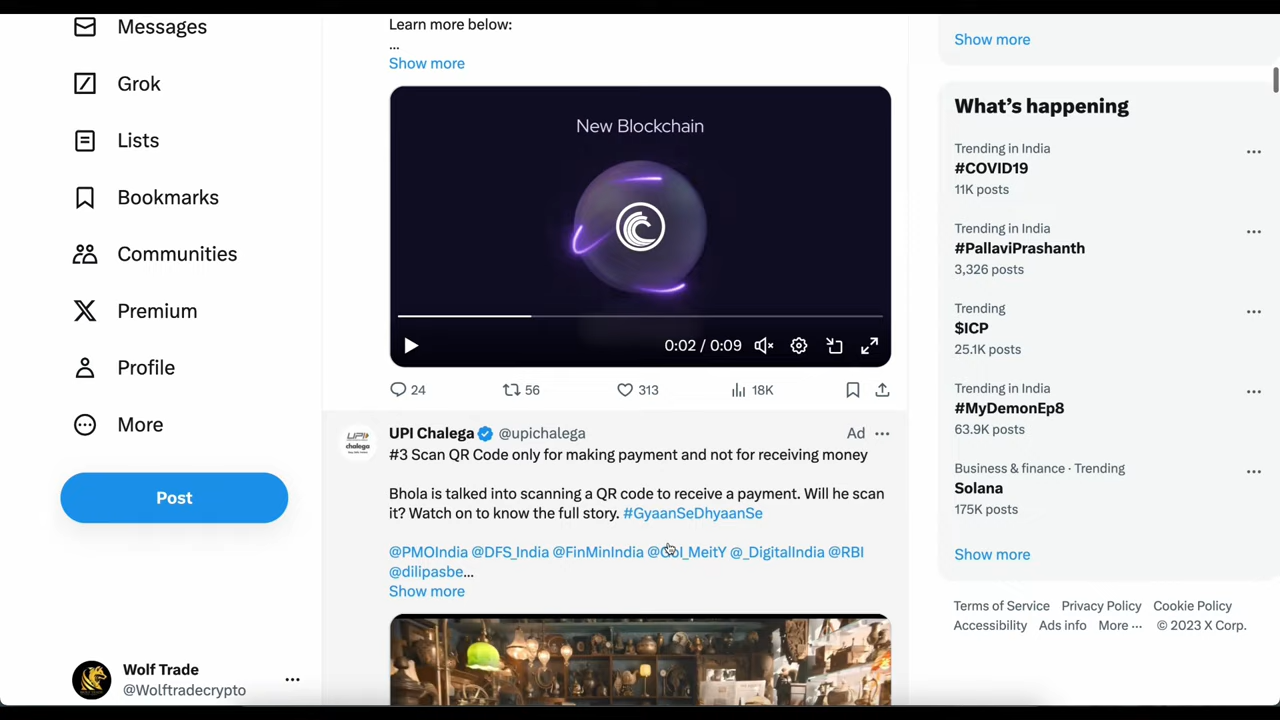 Messages
Grok
Lists
Bookmarks
Communities
Premium
Profile
More
Post
Wolf Trade
@Wolftradecrypto
Learn more below:
...
Show more
New Blockchain
0:02 / 0:09
24
56
313
18K
UPI
chalega
UPI Chalega @upichalega
Ad
#3 Scan QR Code only for making payment and not for receiving money
Bhola is talked into scanning a QR code to receive a payment. Will he scan
it? Watch on to know the full story. #GyaanSeDhyaanSe
@PMOIndia @DFS_India @FinMinIndia @GoI_MeitY @_DigitalIndia @RBI
@dilipasbe...
Show more
Show more
What's happening
Trending in India
#COVID19
11K posts
Trending in India
#PallaviPrashanth
3,326 posts
Trending
$ICP
25.1K posts
Trending in India
#MyDemonEp8
63.9K posts
Business & finance · Trending
Solana
175K posts
Show more
Terms of Service Privacy Policy Cookie Policy
Accessibility Ads info More ··· © 2023 X Corp.